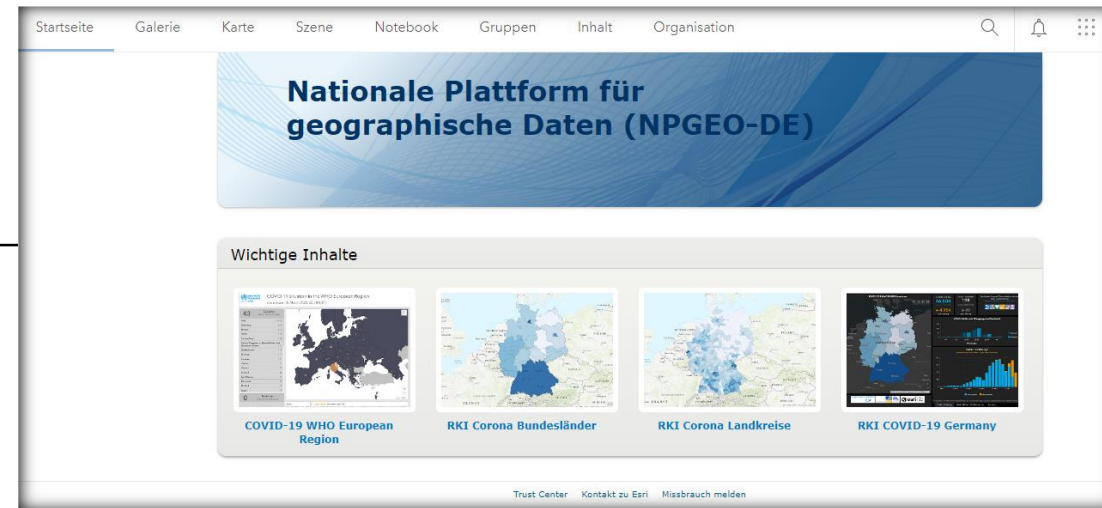 Startseite Galerie Karte Szene Notebook Gruppen Inhalt Organisation
Nationale Plattform für
geographische Daten (NPGEO-DE)
Wichtige Inhalte
COVID-19 WHO European
Region
RKI Corona Bundesländer
RKI Corona Landkreise
RKI COVID-19 Germany
Trust Center Kontakt zu Esri Missbrauch melden